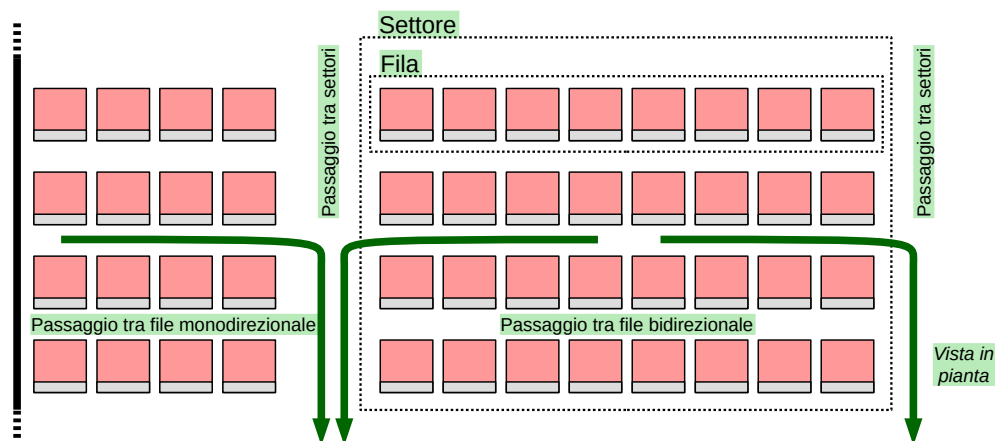 Settore
Fila
Passaggio tra settori
Passaggio tra settori
Passaggio tra file monodirezionale
Passaggio tra file bidirezionale
Vista in
pianta